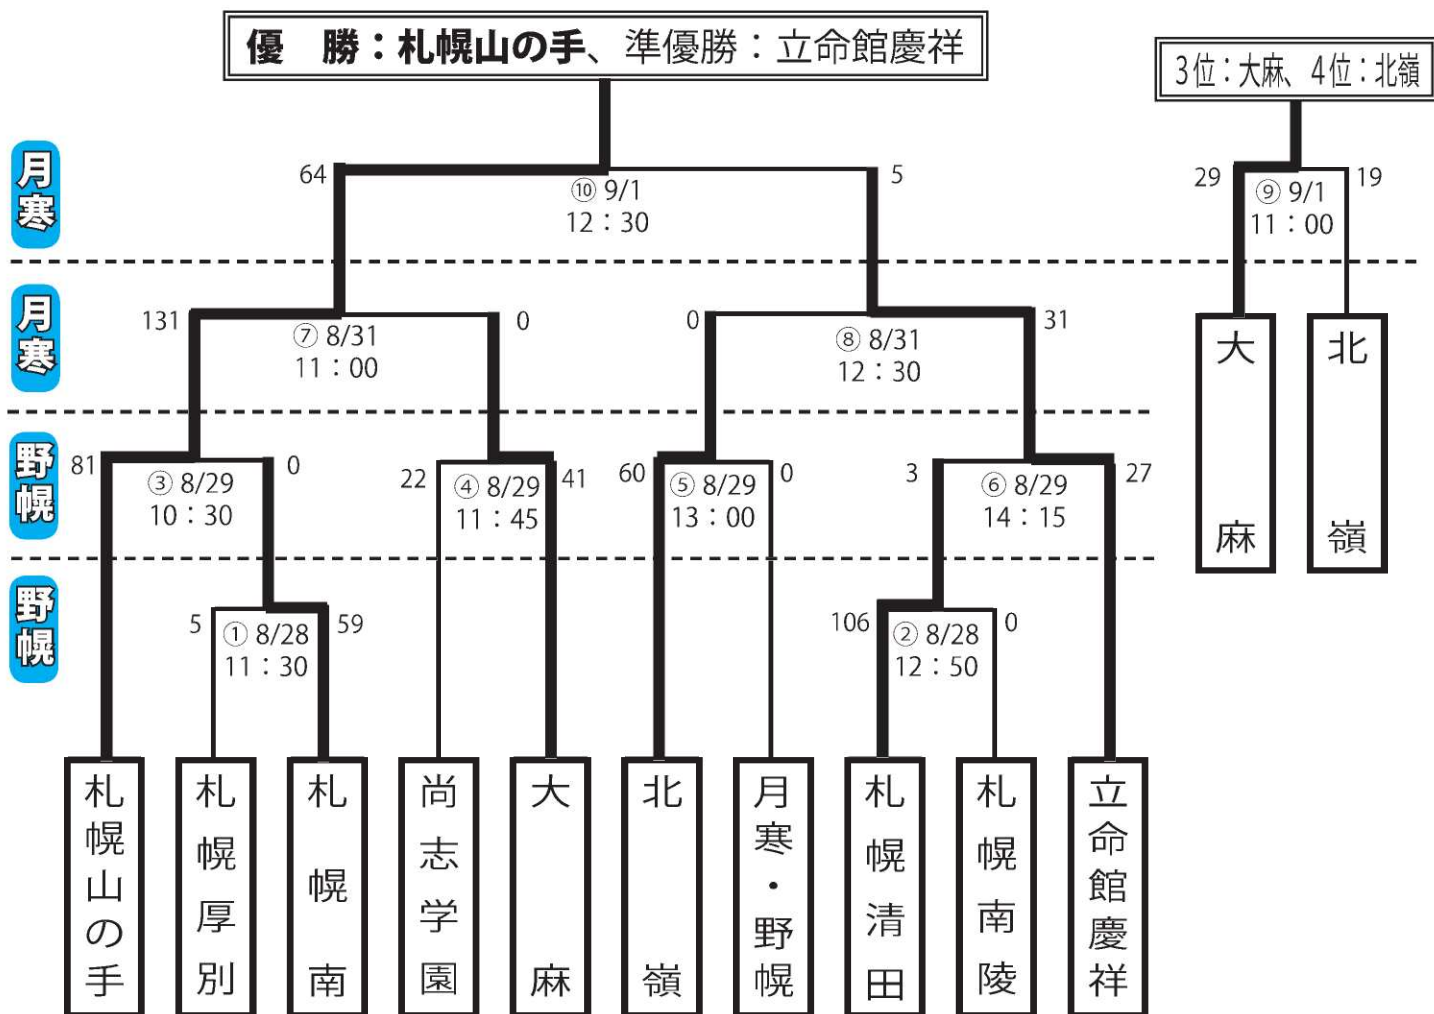 優　勝：札幌山の手、準優勝：立命館慶祥
3位：大麻、4位：北嶺
月寒
64
⑩ 9/1
12：30
5
29
⑨ 9/1
11：00
19
月寒
131
⑦ 8/31
11：00
0
0
⑧ 8/31
12：30
31
大麻
北嶺
野幌
81
③ 8/29
10：30
0
22
④ 8/29
11：45
41
60
⑤ 8/29
13：00
0
3
⑥ 8/29
14：15
27
野幌
5
① 8/28
11：30
59
106
② 8/28
12：50
0
札幌山の手
札幌厚別
札幌南
尚志学園
大麻
北嶺
月寒・野幌
札幌清田
札幌南陵
立命館慶祥